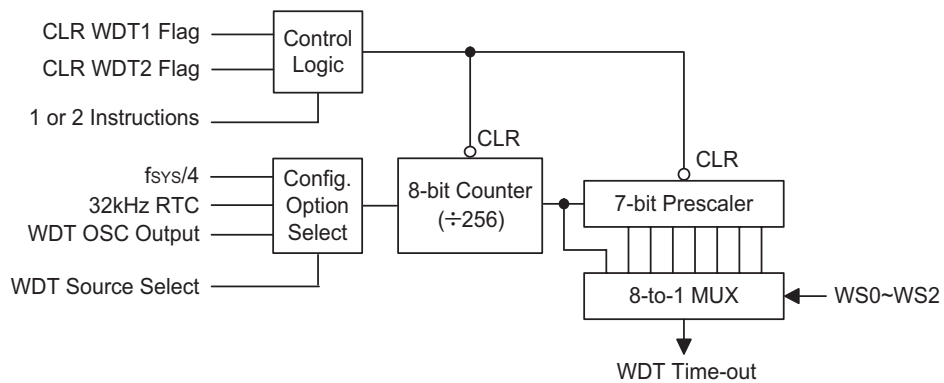 CLR WDT1 Flag
CLR WDT2 Flag
1 or 2 Instructions
Control
Logic
CLR
CLR
fSYS/4
32kHz RTC
WDT OSC Output
WDT Source Select
Config.
Option
Select
8-bit Counter
(÷256)
7-bit Prescaler
8-to-1 MUX
WS0~WS2
WDT Time-out